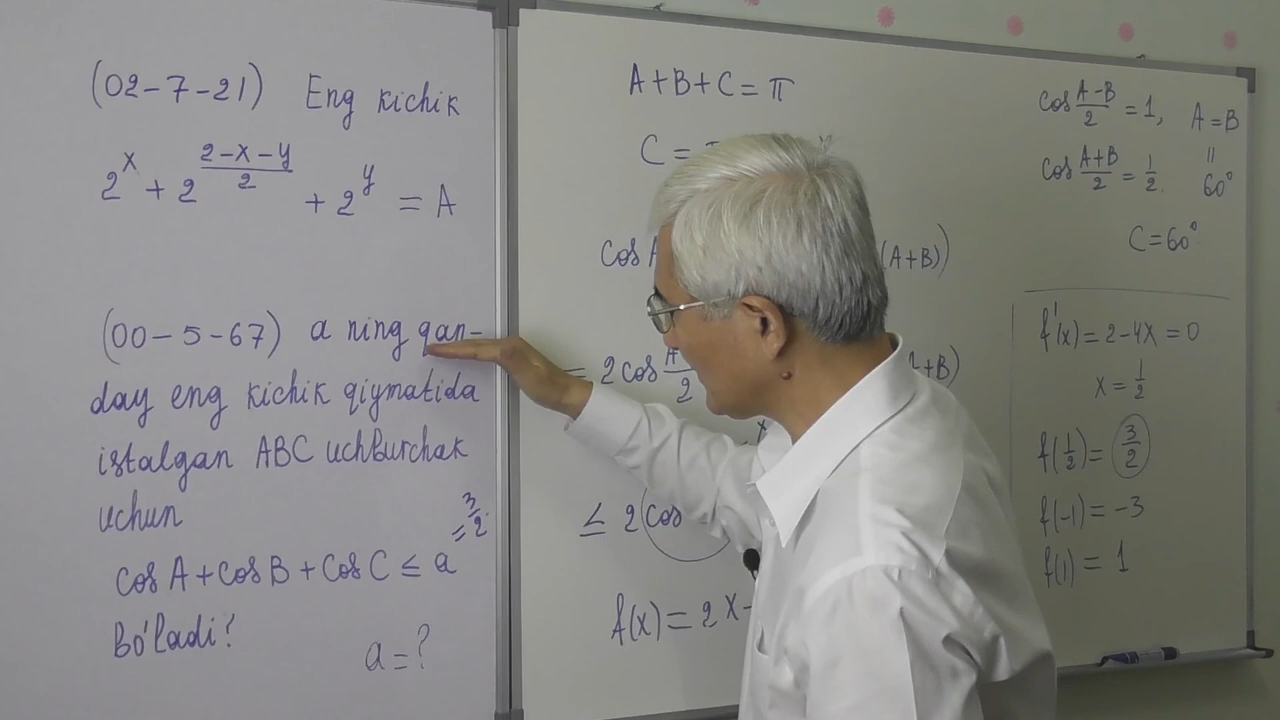 (02-7-21) Eng kichik
2^x + 2^((2-x-y)/2) + 2^y = A
(00-5-67) a ning qan-
day eng kichik qiymatida
istalgan ABC uchburchak
uchun
= 3/2.
cos A + cos B + cos C ≤ a
bo'ladi?
a = ?
A + B + C = π
C =
cos A (A+B))
= 2 cos +B)
≤ 2(cos
f(x) = 2x -
cos (A-B)/2 = 1, A = B
cos (A+B)/2 = 1/2. = 60°
C = 60°
f'(x) = 2 - 4x = 0
x = 1/2
f(1/2) = 3/2
f(-1) = -3
f(1) = 1